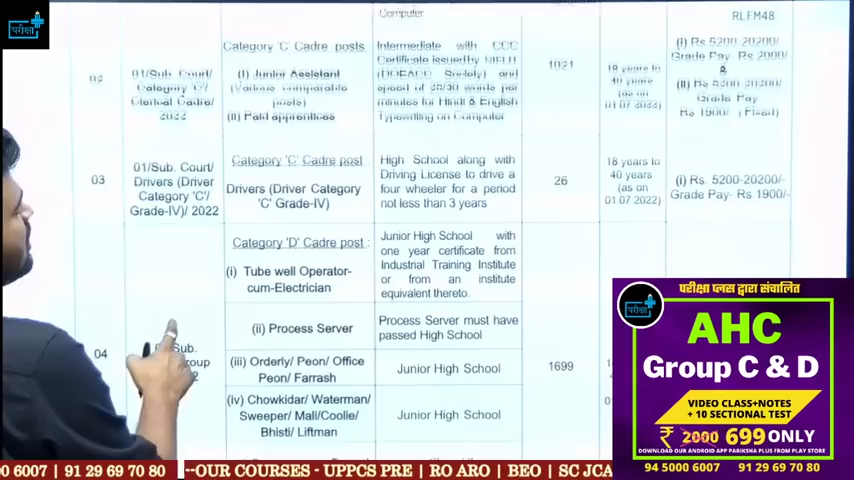 परीक्षा
Computer
RLFM48
02
01/Sub. Court/
Category 'C'/
Clerical Cadre/
2022
Category 'C' Cadre posts :
(i) Junior Assistant
(Various comparable
posts)
(ii) Paid apprentices
Intermediate with CCC
Certificate issued by NIELIT
(DOEACC Society) and
speed of 25/30 words per
minutes for Hindi & English
Typewriting on Computer
1021
18 years to
40 years
(as on
01.07.2022)
(I) Rs 5200-20200/
Grade Pay- Rs 2000/
&
(II) Rs 5200-20200/
Grade Pay
Rs 1900/- (Fixed)
03
01/Sub. Court/
Drivers (Driver
Category 'C'/
Grade-IV)/ 2022
Category 'C' Cadre post :
Drivers (Driver Category
'C' Grade-IV)
High School along with
Driving License to drive a
four wheeler for a period
not less than 3 years
26
18 years to
40 years
(as on
01.07.2022)
(i) Rs. 5200-20200/-
Grade Pay- Rs 1900/-
04
Sub.
Category 'D' Cadre post :
(i) Tube well Operator-
cum-Electrician
Junior High School with
one year certificate from
Industrial Training Institute
or from an institute
equivalent thereto.
(ii) Process Server
Process Server must have
passed High School
(iii) Orderly/ Peon/ Office
Peon/ Farrash
Junior High School
1699
(iv) Chowkidar/ Waterman/
Sweeper/ Mali/Coolie/
Bhisti/ Liftman
Junior High School
परीक्षा प्लस द्वारा संचालित
परीक्षा
AHC
Group C & D
VIDEO CLASS+NOTES
+ 10 SECTIONAL TEST
₹ 2000 699 ONLY
DOWNLOAD OUR ANDROID APP PARIKSHA PLUS FROM PLAY STORE
94 5000 6007 91 29 69 70 80
00 6007 | 91 29 69 70 80 | --OUR COURSES - UPPCS PRE | RO ARO | BEO | SC JCA